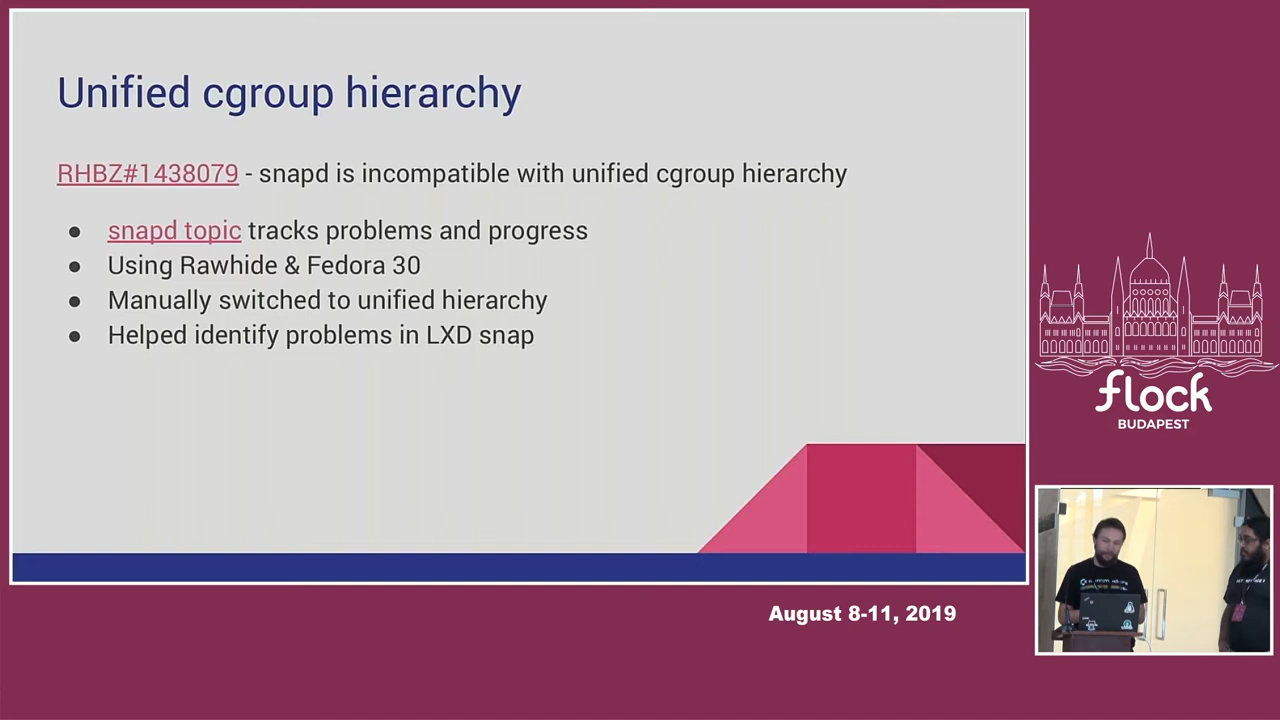 Unified cgroup hierarchy
RHBZ#1438079 - snapd is incompatible with unified cgroup hierarchy
● snapd topic tracks problems and progress
● Using Rawhide & Fedora 30
● Manually switched to unified hierarchy
● Helped identify problems in LXD snap
flock
BUDAPEST
August 8-11, 2019